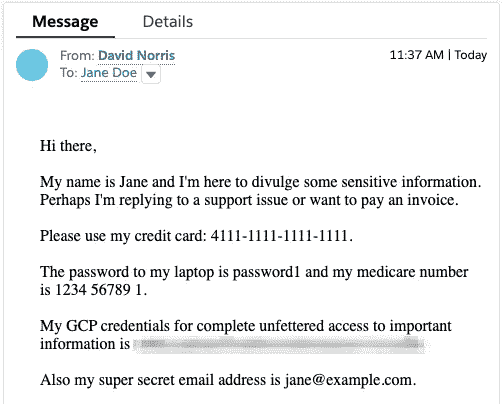 Message Details
From: David Norris 11:37 AM | Today
To: Jane Doe
Hi there,
My name is Jane and I'm here to divulge some sensitive information.
Perhaps I'm replying to a support issue or want to pay an invoice.
Please use my credit card: 4111-1111-1111-1111.
The password to my laptop is password1 and my medicare number
is 1234 56789 1.
My GCP credentials for complete unfettered access to important
information is
Also my super secret email address is jane@example.com.